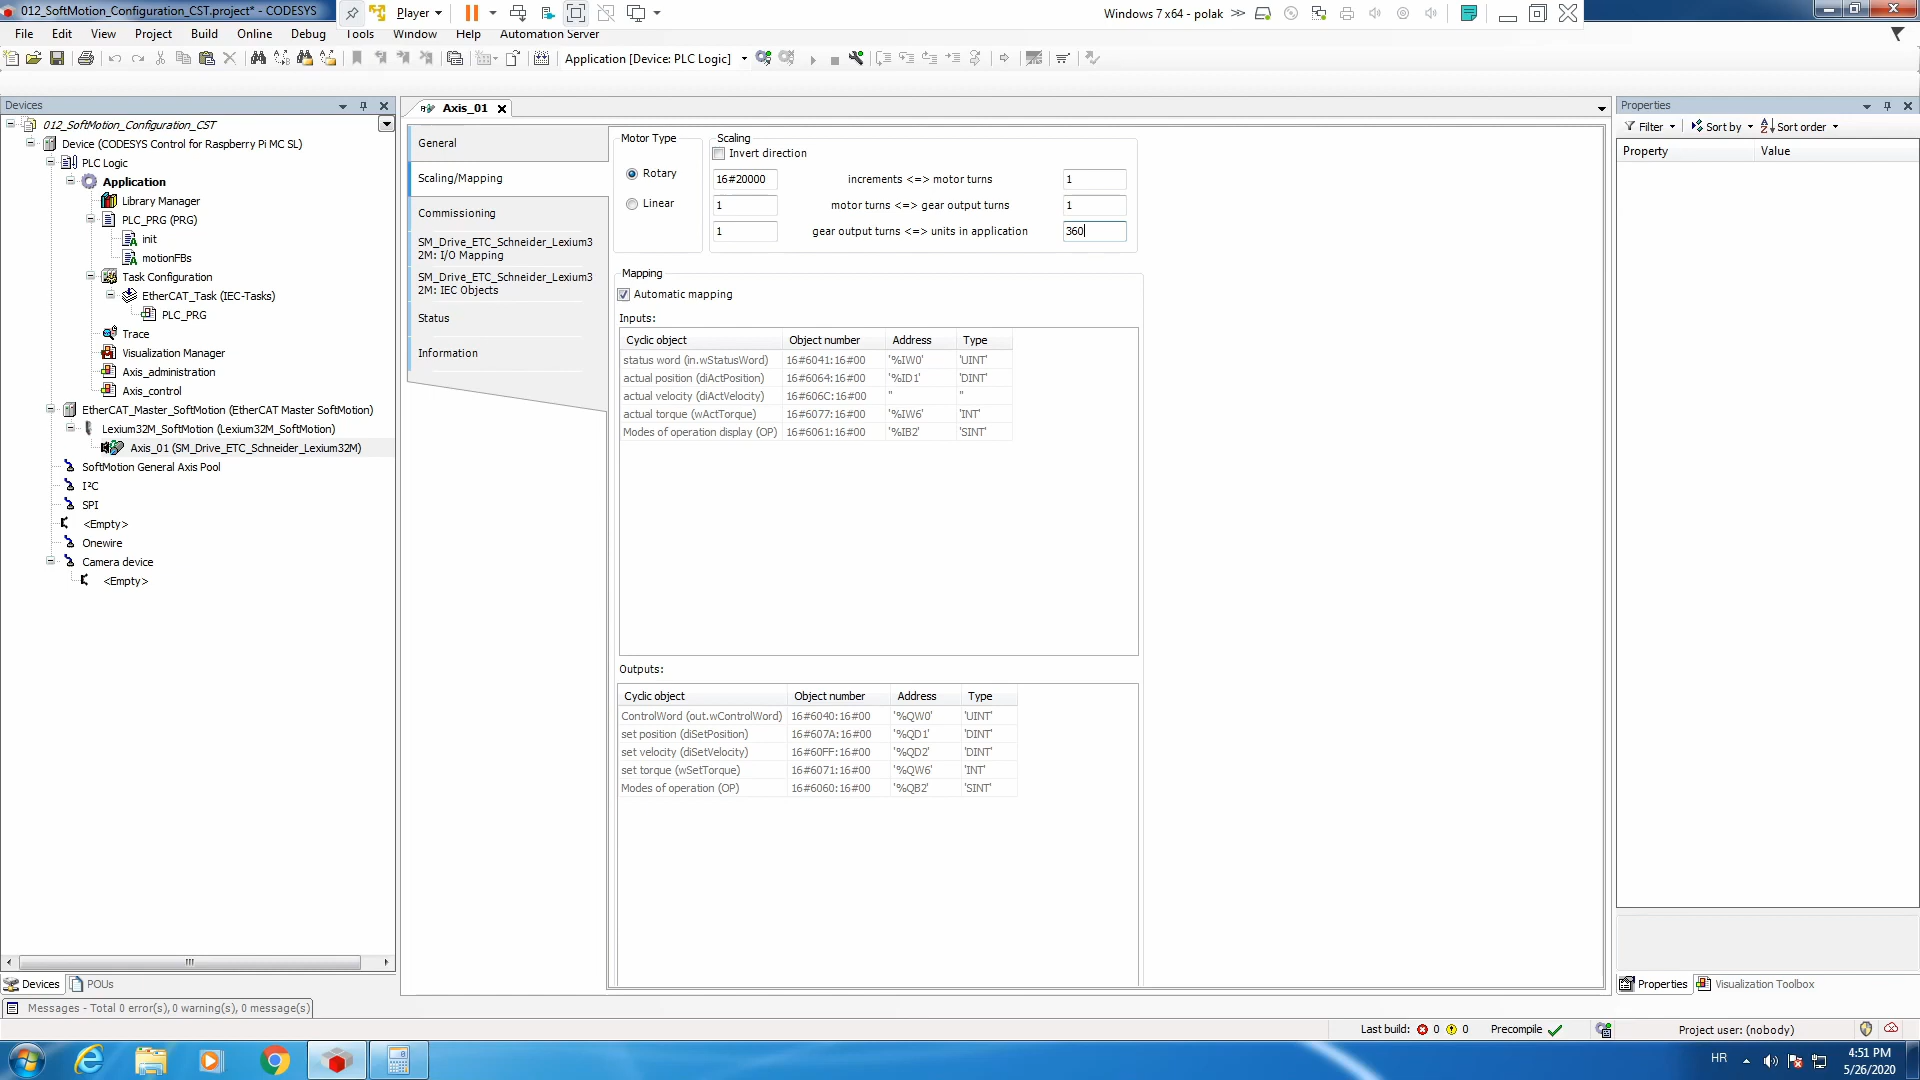 012_SoftMotion_Configuration_CST.project* - CODESYS
Player
Windows 7 x64 - polak
File Edit View Project Build Online Debug Tools Window Help Automation Server
Application [Device: PLC Logic]
Devices
012_SoftMotion_Configuration_CST
Device (CODESYS Control for Raspberry Pi MC SL)
PLC Logic
Application
Library Manager
PLC_PRG (PRG)
init
motionFBs
Task Configuration
EtherCAT_Task (IEC-Tasks)
PLC_PRG
Trace
Visualization Manager
Axis_administration
Axis_control
EtherCAT_Master_SoftMotion (EtherCAT Master SoftMotion)
Lexium32M_SoftMotion (Lexium32M_SoftMotion)
Axis_01 (SM_Drive_ETC_Schneider_Lexium32M)
SoftMotion General Axis Pool
I²C
SPI
<Empty>
Onewire
Camera device
<Empty>
Devices POUs
Axis_01
General
Scaling/Mapping
Commissioning
SM_Drive_ETC_Schneider_Lexium3
2M: I/O Mapping
SM_Drive_ETC_Schneider_Lexium3
2M: IEC Objects
Status
Information
Motor Type
Rotary
Linear
Scaling
Invert direction
16#20000 increments <=> motor turns 1
1 motor turns <=> gear output turns 1
1 gear output turns <=> units in application 360
Mapping
Automatic mapping
Inputs:
Cyclic object Object number Address Type
status word (in.wStatusWord) 16#6041:16#00 '%IW0' 'UINT'
actual position (diActPosition) 16#6064:16#00 '%ID1' 'DINT'
actual velocity (diActVelocity) 16#606C:16#00 '' ''
actual torque (wActTorque) 16#6077:16#00 '%IW6' 'INT'
Modes of operation display (OP) 16#6061:16#00 '%IB2' 'SINT'
Outputs:
Cyclic object Object number Address Type
ControlWord (out.wControlWord) 16#6040:16#00 '%QW0' 'UINT'
set position (diSetPosition) 16#607A:16#00 '%QD1' 'DINT'
set velocity (diSetVelocity) 16#60FF:16#00 '%QD2' 'DINT'
set torque (wSetTorque) 16#6071:16#00 '%QW6' 'INT'
Modes of operation (OP) 16#6060:16#00 '%QB2' 'SINT'
Properties
Filter Sort by Sort order
Property Value
Properties Visualization Toolbox
Messages - Total 0 error(s), 0 warning(s), 0 message(s)
Last build: 0 0 Precompile Project user: (nobody)
HR
4:51 PM
5/26/2020